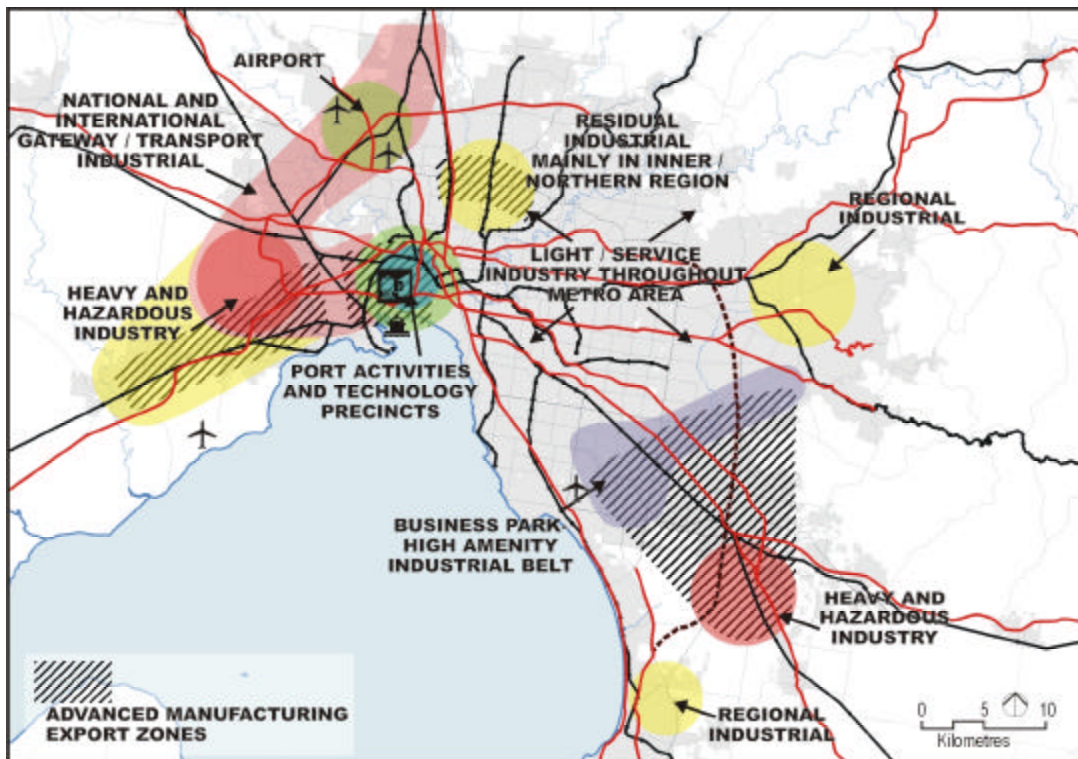 AIRPORT
NATIONAL AND
INTERNATIONAL
GATEWAY / TRANSPORT
INDUSTRIAL
RESIDUAL
INDUSTRIAL
MAINLY IN INNER /
NORTHERN REGION
REGIONAL
INDUSTRIAL
LIGHT / SERVICE
INDUSTRY THROUGHOUT
METRO AREA
HEAVY AND
HAZARDOUS
INDUSTRY
PORT ACTIVITIES
AND TECHNOLOGY
PRECINCTS
BUSINESS PARK
HIGH AMENITY
INDUSTRIAL BELT
HEAVY AND
HAZARDOUS
INDUSTRY
REGIONAL
INDUSTRIAL
ADVANCED MANUFACTURING
EXPORT ZONES
0 5 10
Kilometres